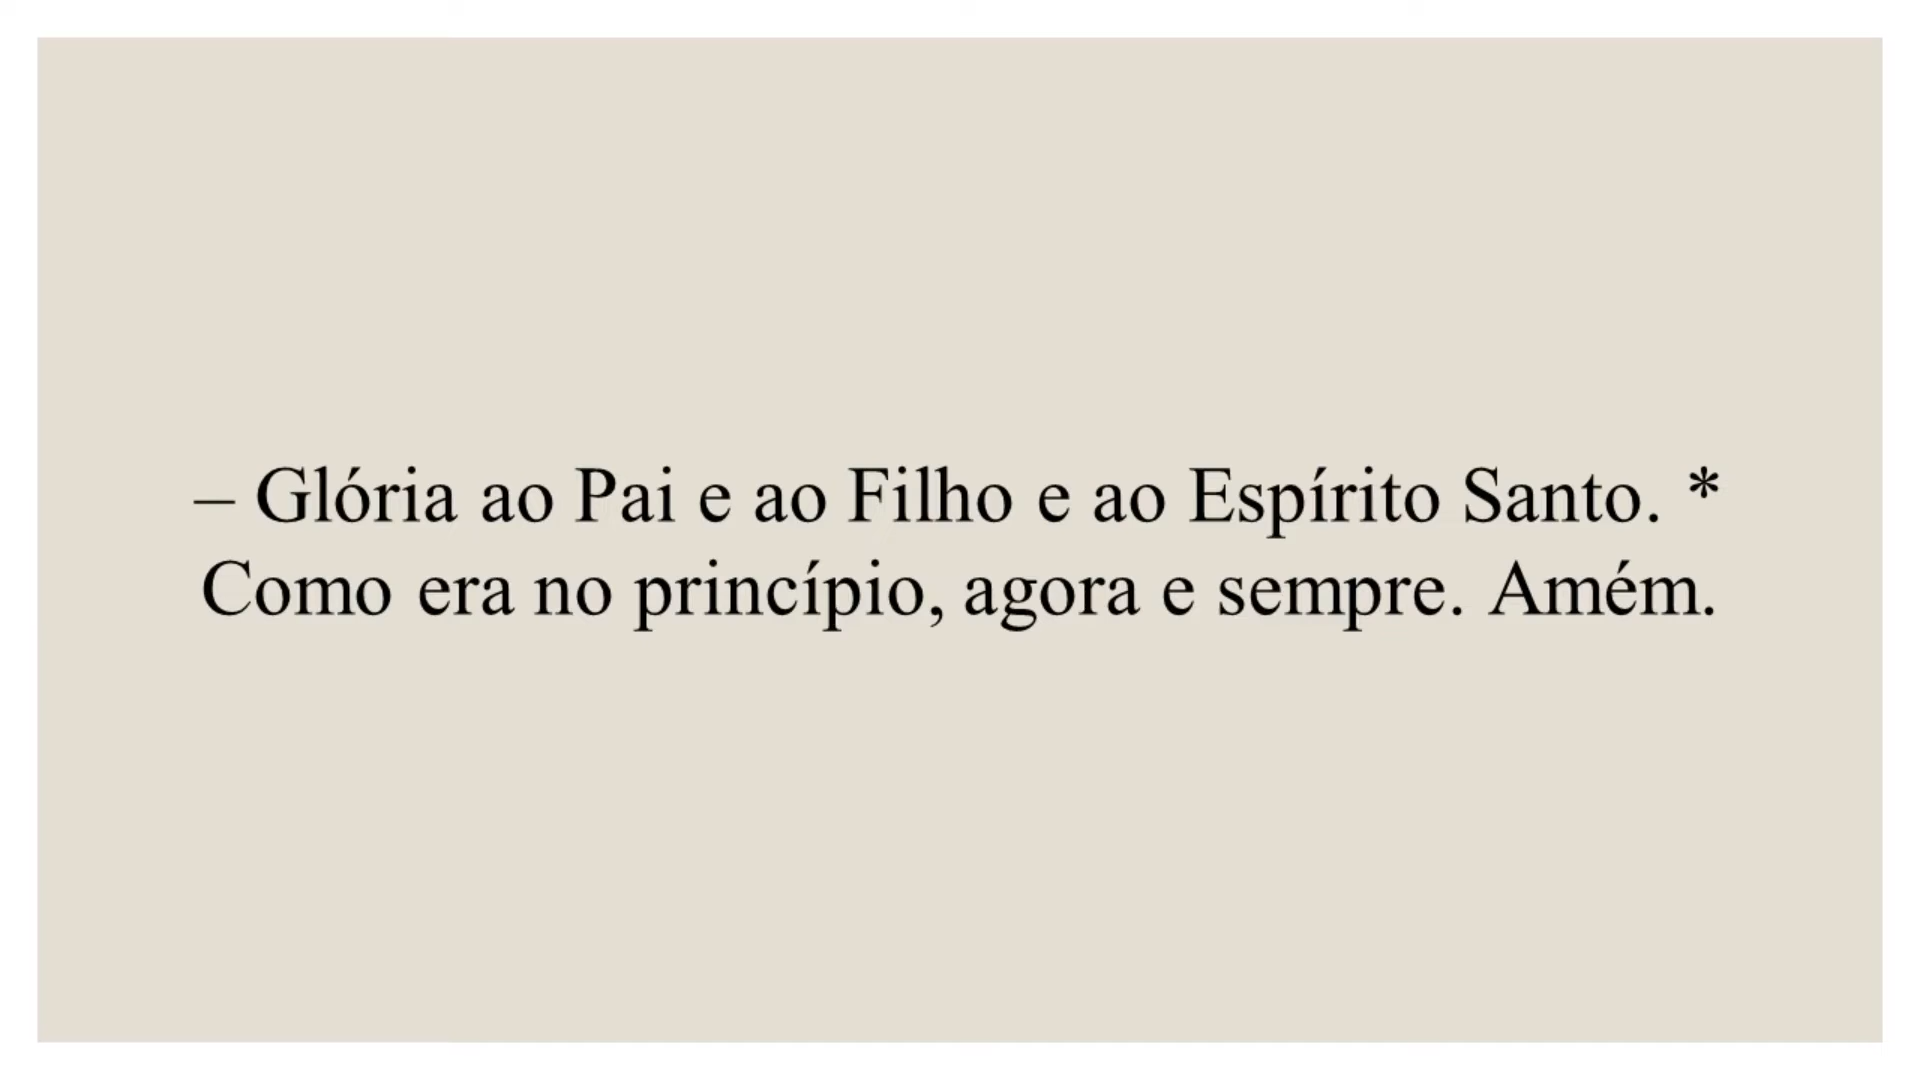 – Glória ao Pai e ao Filho e ao Espírito Santo. *
Como era no princípio, agora e sempre. Amém.